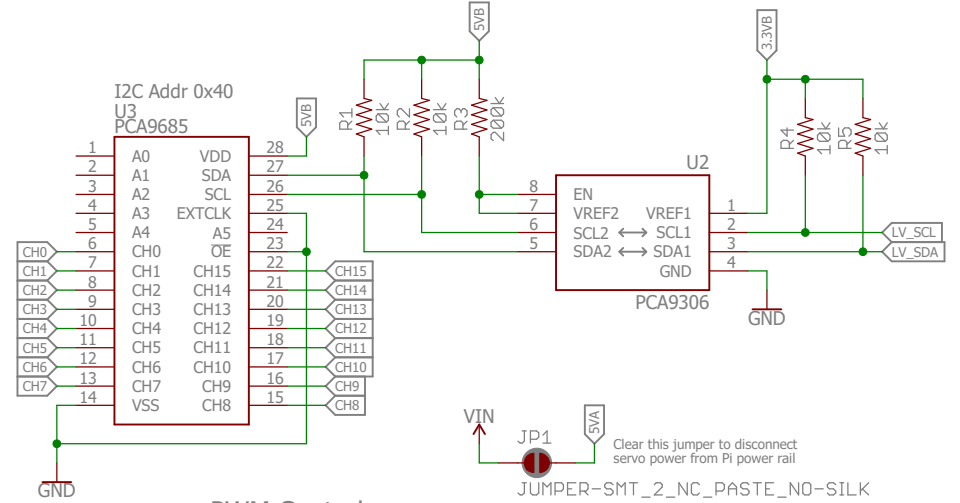 5VB
3.3VB
I2C Addr 0x40
U3
PCA9685
5VB
R1
10k
R2
10k
R3
200k
R4
10k
R5
10k
1 A0 VDD 28
2 A1 SDA 27
3 A2 SCL 26
4 A3 EXTCLK 25
5 A4 A5 24
6 CH0 OE 23
7 CH1 CH15 22
8 CH2 CH14 21
9 CH3 CH13 20
10 CH4 CH12 19
11 CH5 CH11 18
12 CH6 CH10 17
13 CH7 CH9 16
14 VSS CH8 15
CH0
CH1
CH2
CH3
CH4
CH5
CH6
CH7
CH15
CH14
CH13
CH12
CH11
CH10
CH9
CH8
GND
U2
8 EN
7 VREF2 VREF1 1
6 SCL2 ↔ SCL1 2
5 SDA2 ↔ SDA1 3
GND 4
PCA9306
LV_SCL
LV_SDA
GND
VIN
JP1
5VA
Clear this jumper to disconnect
servo power from Pi power rail
JUMPER-SMT_2_NC_PASTE_NO-SILK